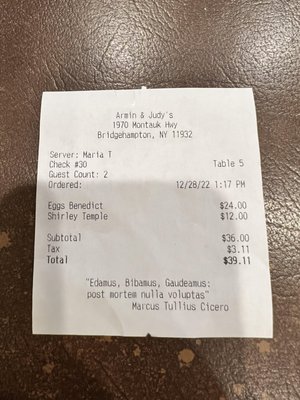 Armin & Judy's
1970 Montauk Hwy
Bridgehampton, NY 11932
Server: Maria T
Check #30 Table 5
Guest Count: 2
Ordered: 12/28/22 1:17 PM
Eggs Benedict $24.00
Shirley Temple $12.00
Subtotal $36.00
Tax $3.11
Total $39.11
"Edamus, Bibamus, Gaudeamus:
post mortem nulla voluptas"
Marcus Tullius Cicero